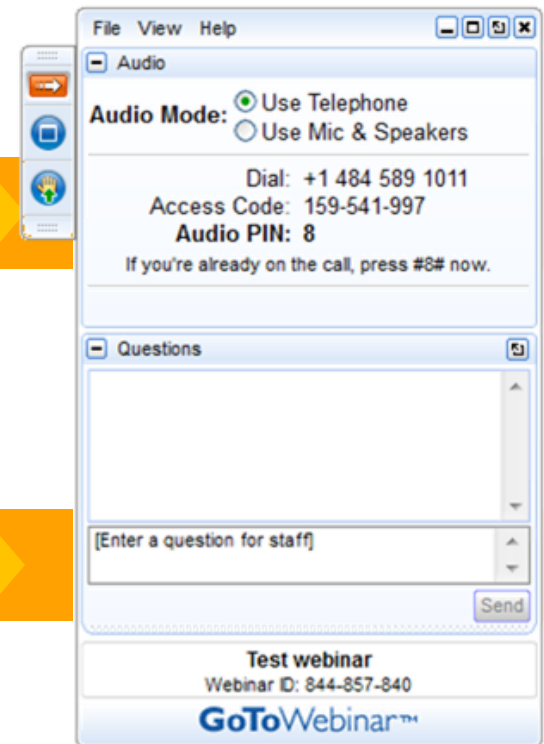 File View Help
Audio
Audio Mode: Use Telephone
Use Mic & Speakers
Dial: +1 484 589 1011
Access Code: 159-541-997
Audio PIN: 8
If you're already on the call, press #8# now.
Questions
[Enter a question for staff]
Send
Test webinar
Webinar ID: 844-857-840
GoToWebinar™